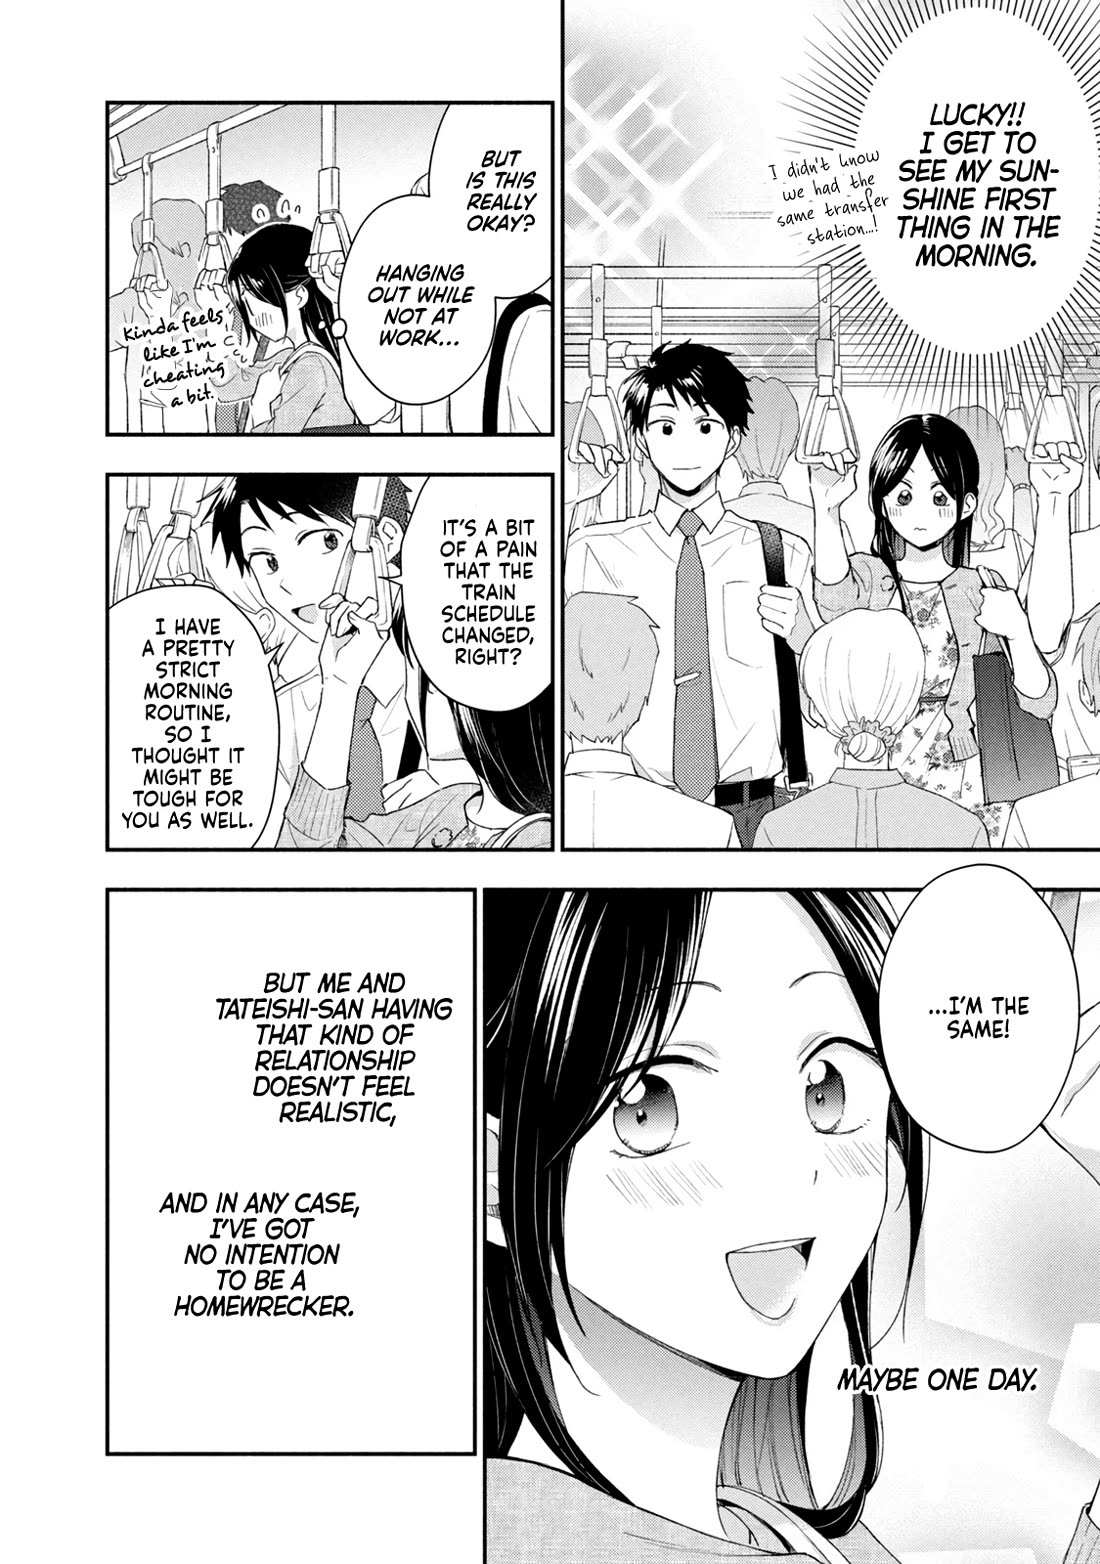 LUCKY!!
I GET TO
SEE MY SUN-
SHINE FIRST
THING IN THE
MORNING.
I didn't know
we had the
same transfer
station...!
BUT
IS THIS
REALLY
OKAY?
HANGING
OUT WHILE
NOT AT
WORK...
Kinda feels
like I'm
cheating
a bit.
IT'S A BIT
OF A PAIN
THAT THE
TRAIN
SCHEDULE
CHANGED,
RIGHT?
I HAVE
A PRETTY
STRICT
MORNING
ROUTINE,
SO I
THOUGHT IT
MIGHT BE
TOUGH FOR
YOU AS WELL.
...I'M THE
SAME!
MAYBE ONE DAY.
BUT ME AND
TATEISHI-SAN HAVING
THAT KIND OF
RELATIONSHIP
DOESN'T FEEL
REALISTIC,
AND IN ANY CASE,
I'VE GOT
NO INTENTION
TO BE A
HOMEWRECKER.